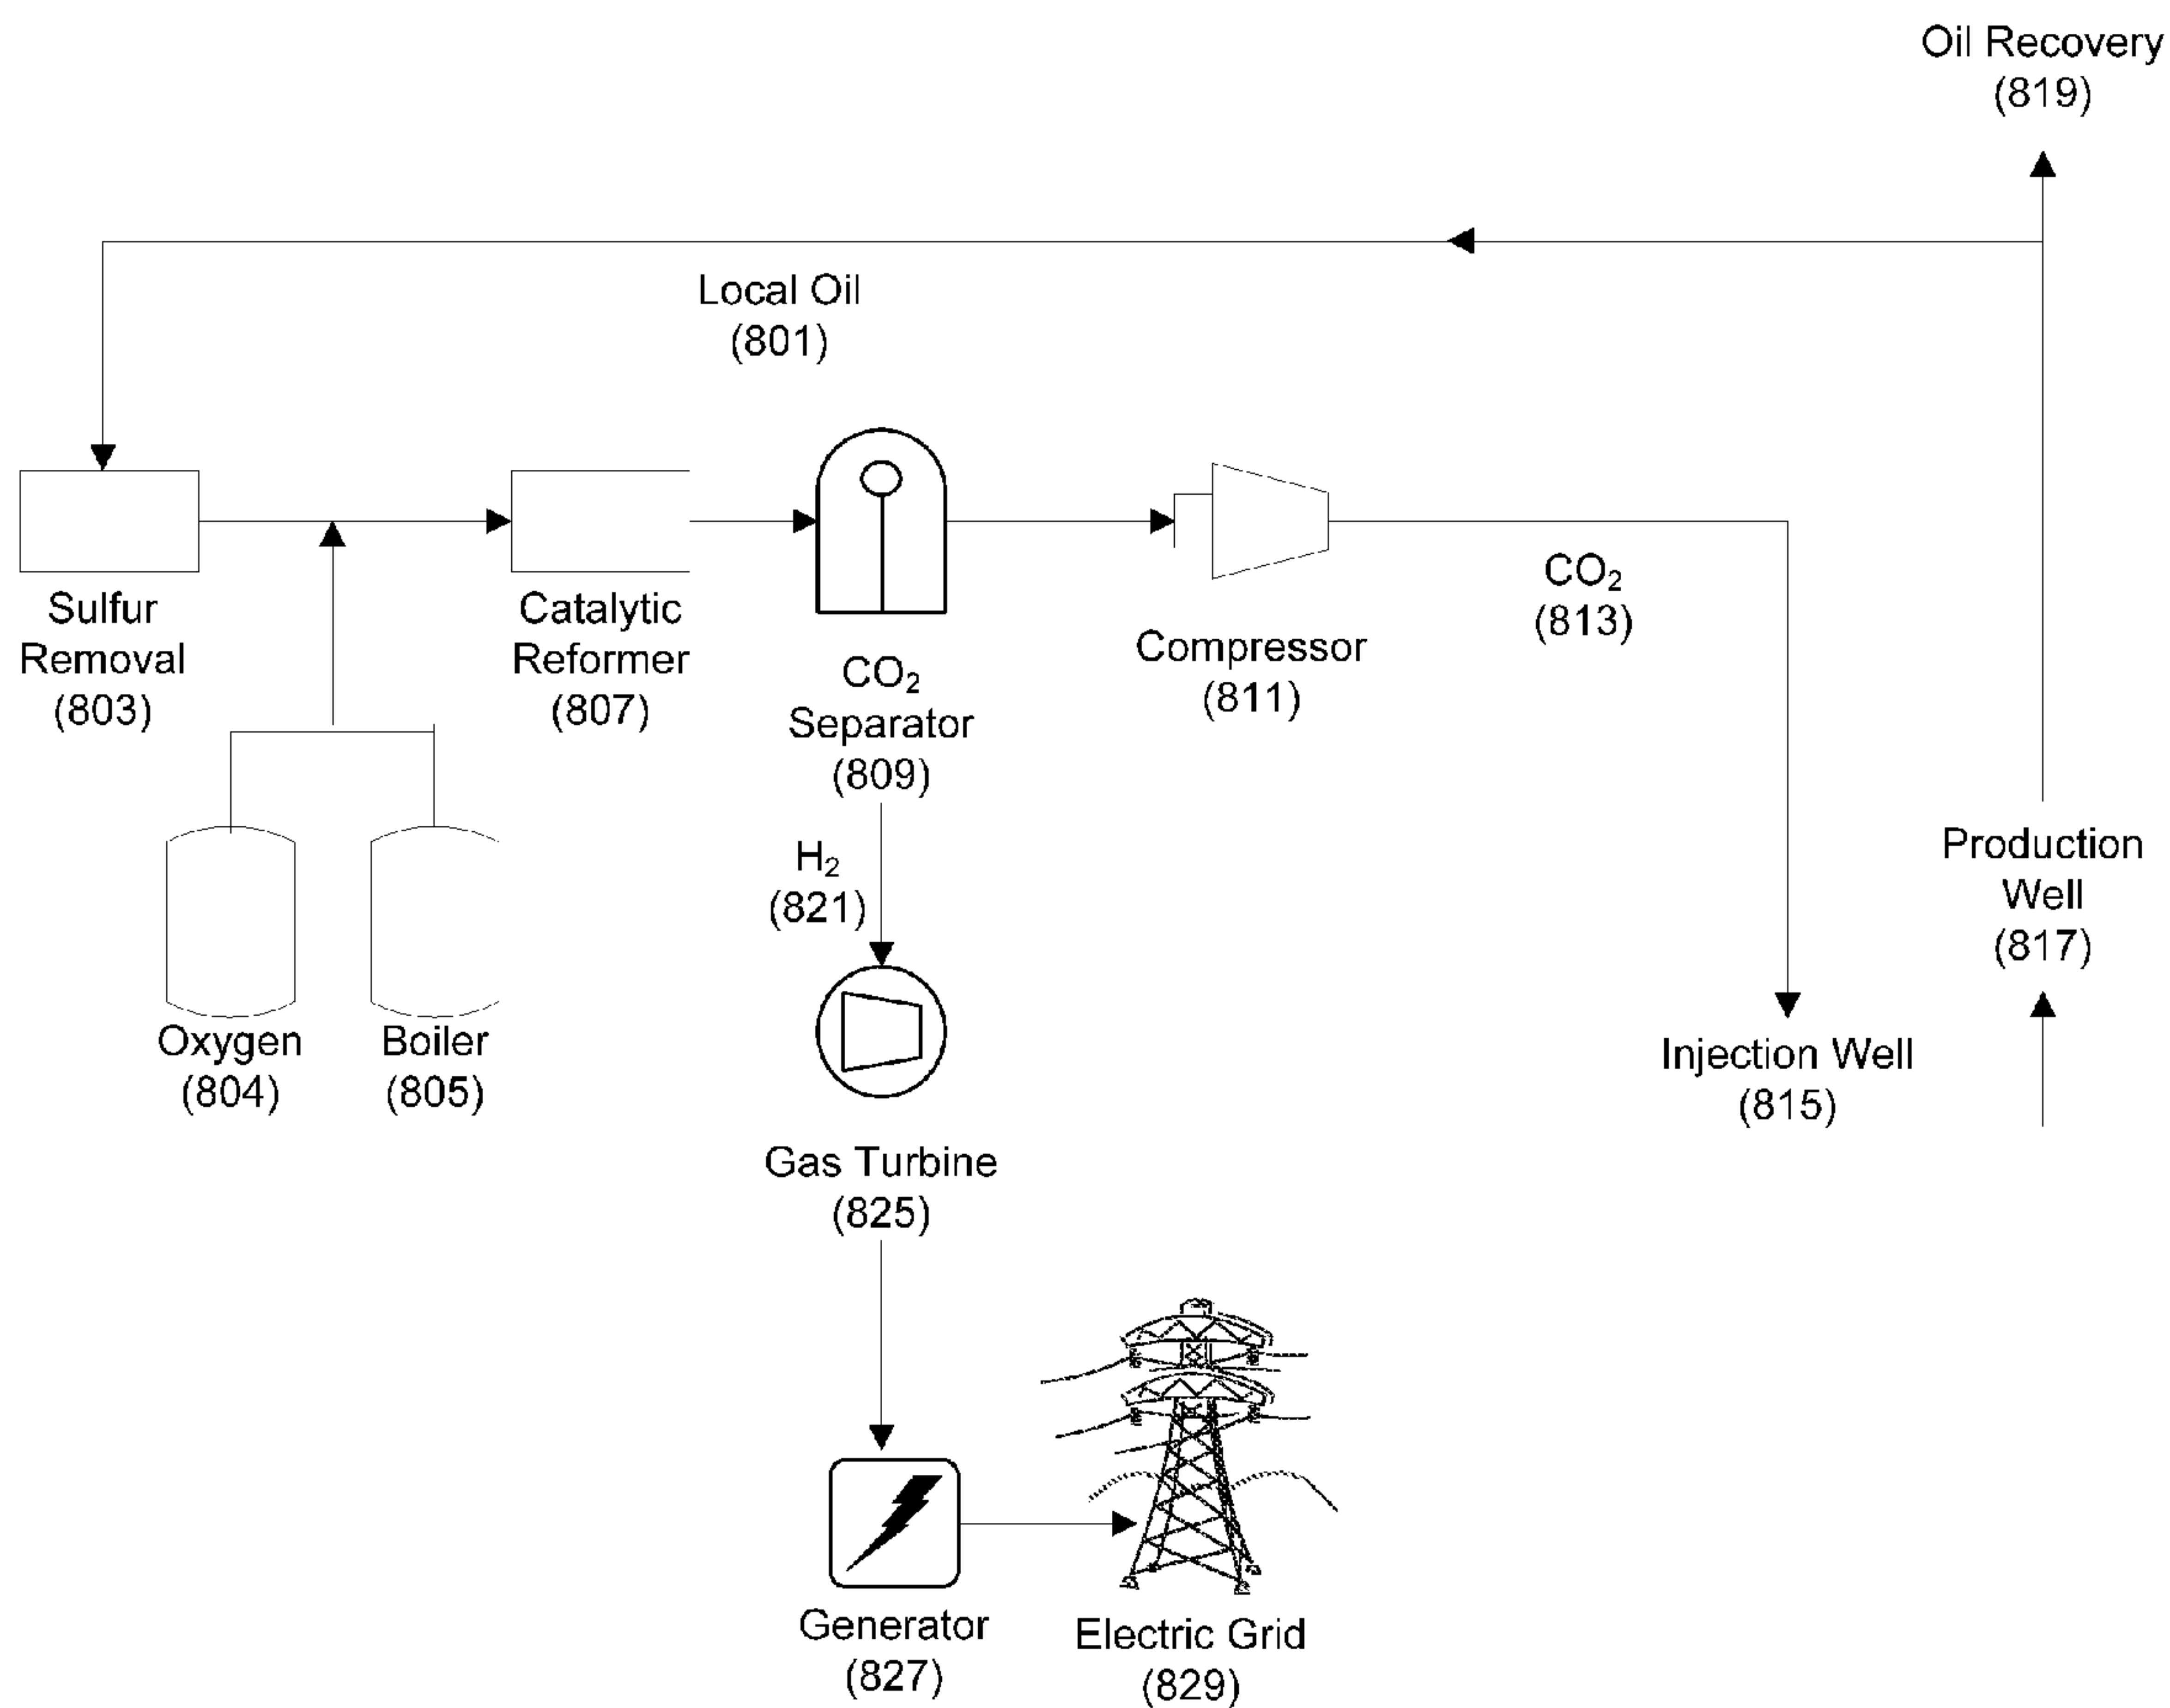 Oil Recovery
(819)
Local Oil
(801)
Sulfur
Removal
(803)
Catalytic
Reformer
(807)
CO₂
Separator
(809)
Compressor
(811)
CO₂
(813)
Oxygen
(804)
Boiler
(805)
H₂
(821)
Production
Well
(817)
Injection Well
(815)
Gas Turbine
(825)
Generator
(827)
Electric Grid
(829)